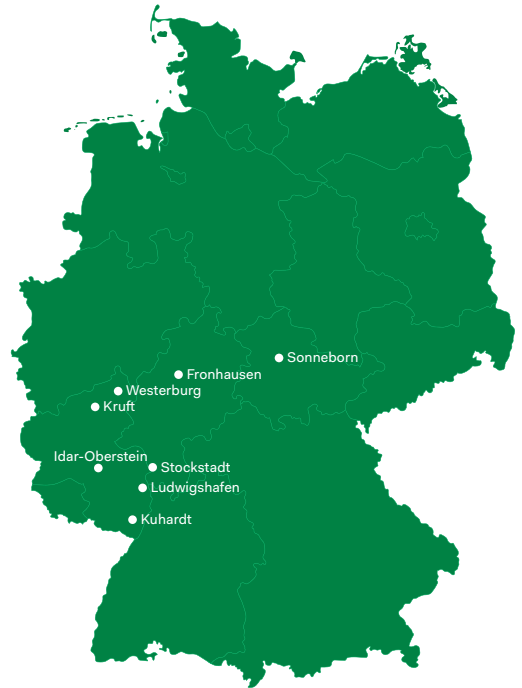 Sonneborn
Fronhausen
Westerburg
Kruft
Idar-Oberstein
Stockstadt
Ludwigshafen
Kuhardt